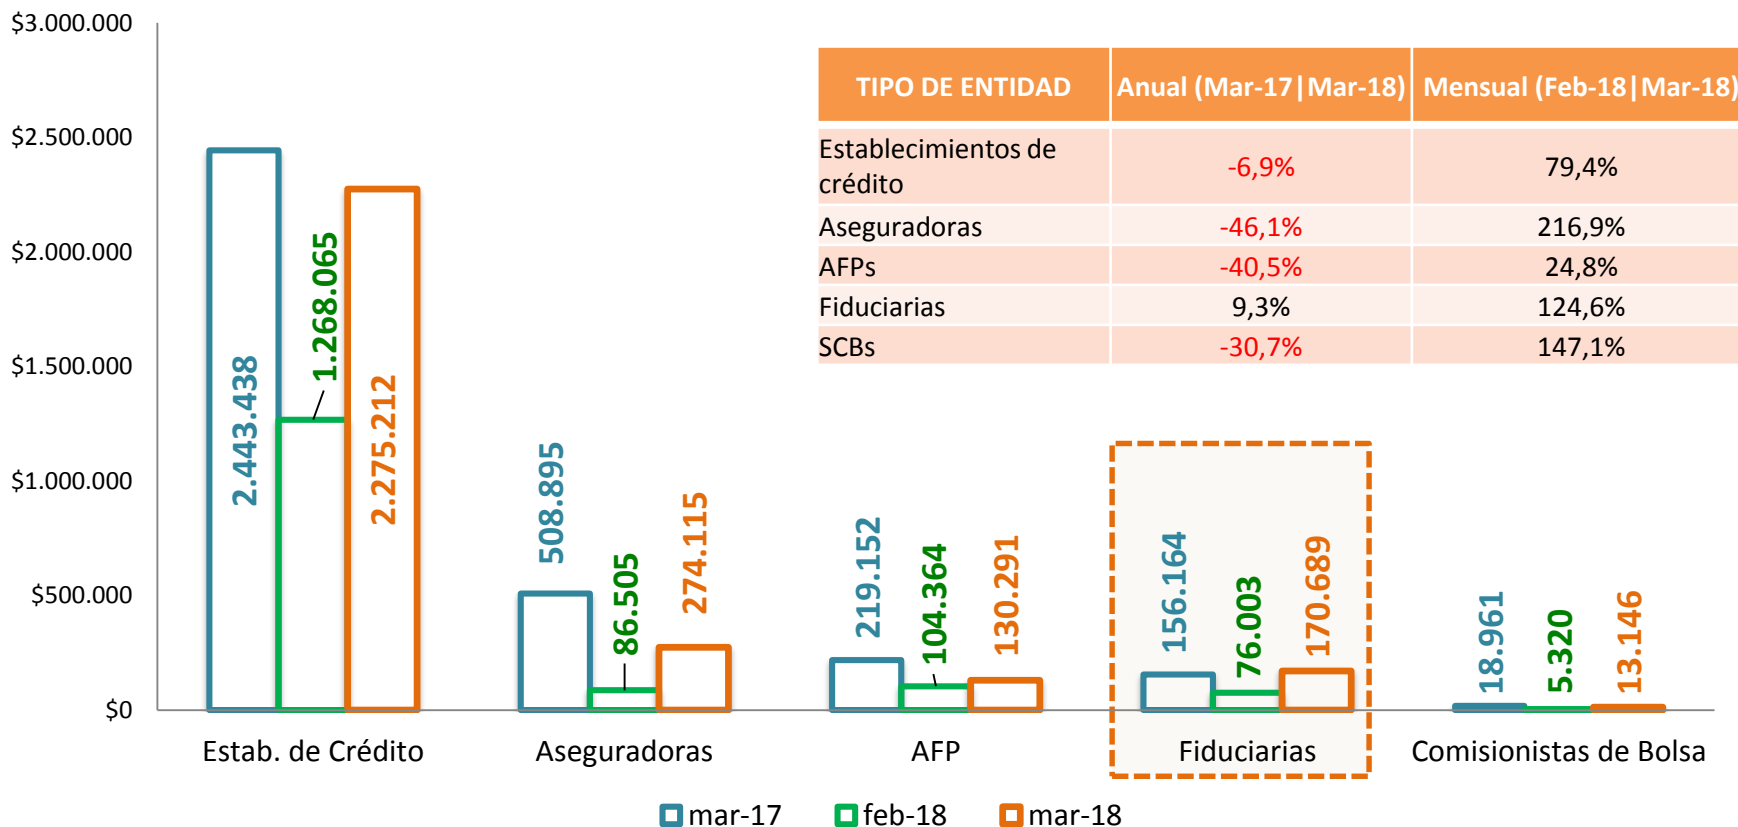 $3.000.000
$2.500.000
$2.000.000
$1.500.000
$1.000.000
$500.000
$0
TIPO DE ENTIDAD Anual (Mar-17|Mar-18) Mensual (Feb-18|Mar-18)
Establecimientos de
crédito -6,9% 79,4%
Aseguradoras -46,1% 216,9%
AFPs -40,5% 24,8%
Fiduciarias 9,3% 124,6%
SCBs -30,7% 147,1%
2.443.438
1.268.065
2.275.212
508.895
86.505
274.115
219.152
104.364
130.291
156.164
76.003
170.689
18.961
5.320
13.146
Estab. de Crédito Aseguradoras AFP Fiduciarias Comisionistas de Bolsa
mar-17 feb-18 mar-18